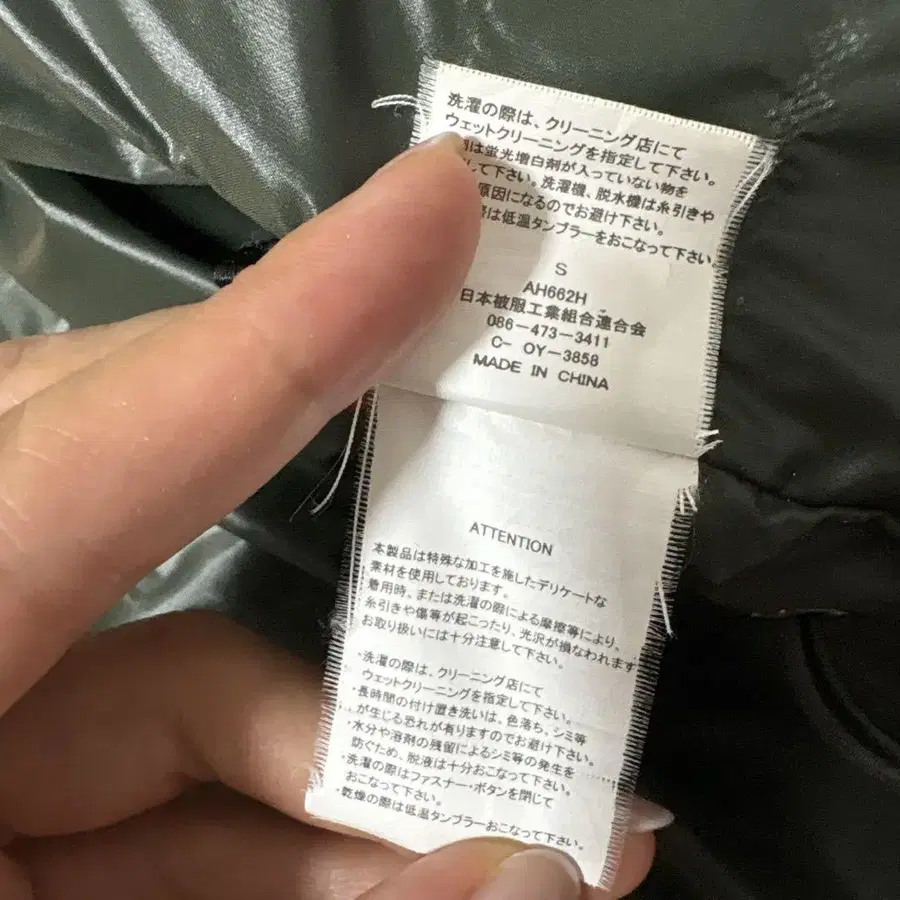 洗濯の際は、クリーニング店にて
ウェットクリーニングを指定して下さい。
剤は蛍光増白剤が入っていない物を
して下さい。洗濯機、脱水機は糸引きや
原因になるのでお避け下さい。
は低温タンブラーをおこなって下さい
S
AH662H
日本被服工業組合連合会
086-473-3411
C- OY-3858
MADE IN CHINA
ATTENTION
本製品は特殊な加工を施したデリケートな
素材を使用しております。
着用時、または洗濯の際による摩擦等により、
糸引きや傷等が起こったり、光沢が損なわれます
お取り扱いには十分注意して下さい。
・洗濯の際は、クリーニング店にて
ウェットクリーニングを指定して下さい。
・長時間の付け置き洗いは、色落ち、シミ等
が生じる恐れが有りますのでお避け下さい。
・水分や溶剤の残留によるシミ等の発生を
防ぐため、脱液は十分おこなって下さい。
・洗濯の際はファスナー・ボタンを閉じて
おこなって下さい。
・乾燥の際は低温タンブラーおこなって下さい。